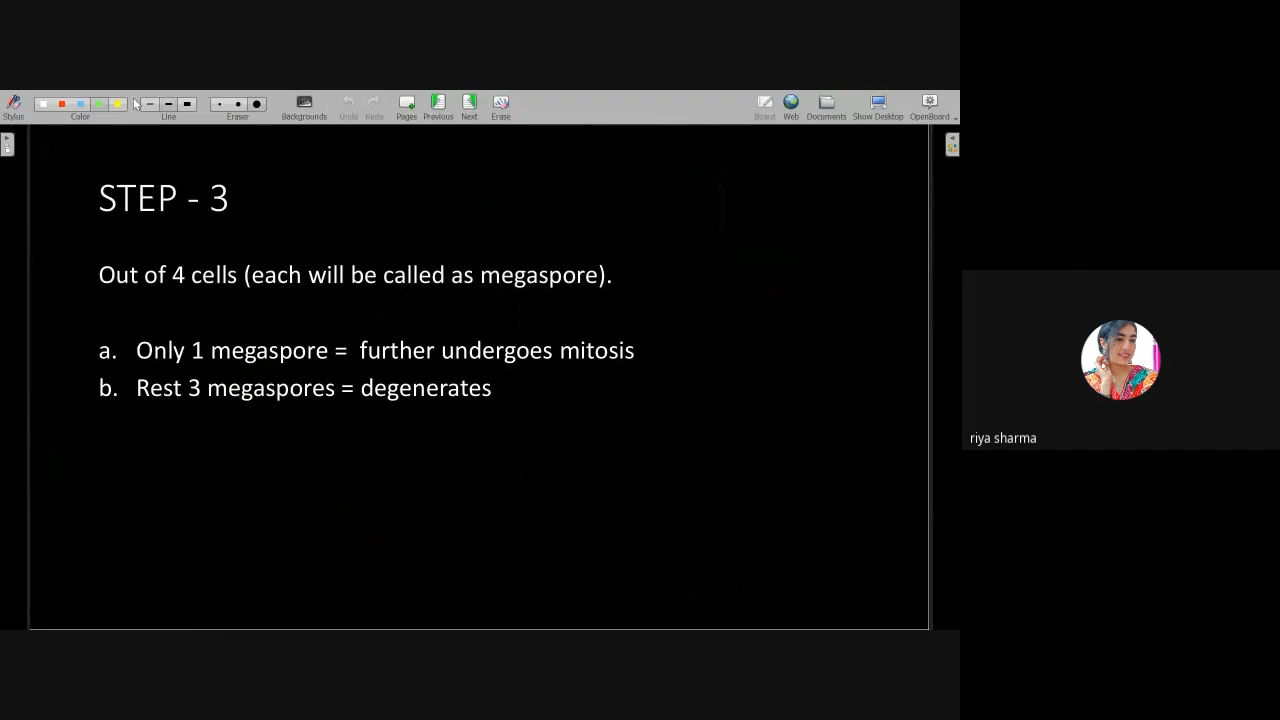 Stylus
Color
Line
Eraser
Backgrounds
Undo
Redo
Pages
Previous
Next
Erase
Board
Web
Documents
Show Desktop
OpenBoard
STEP - 3
Out of 4 cells (each will be called as megaspore).
a. Only 1 megaspore = further undergoes mitosis
b. Rest 3 megaspores = degenerates
riya sharma